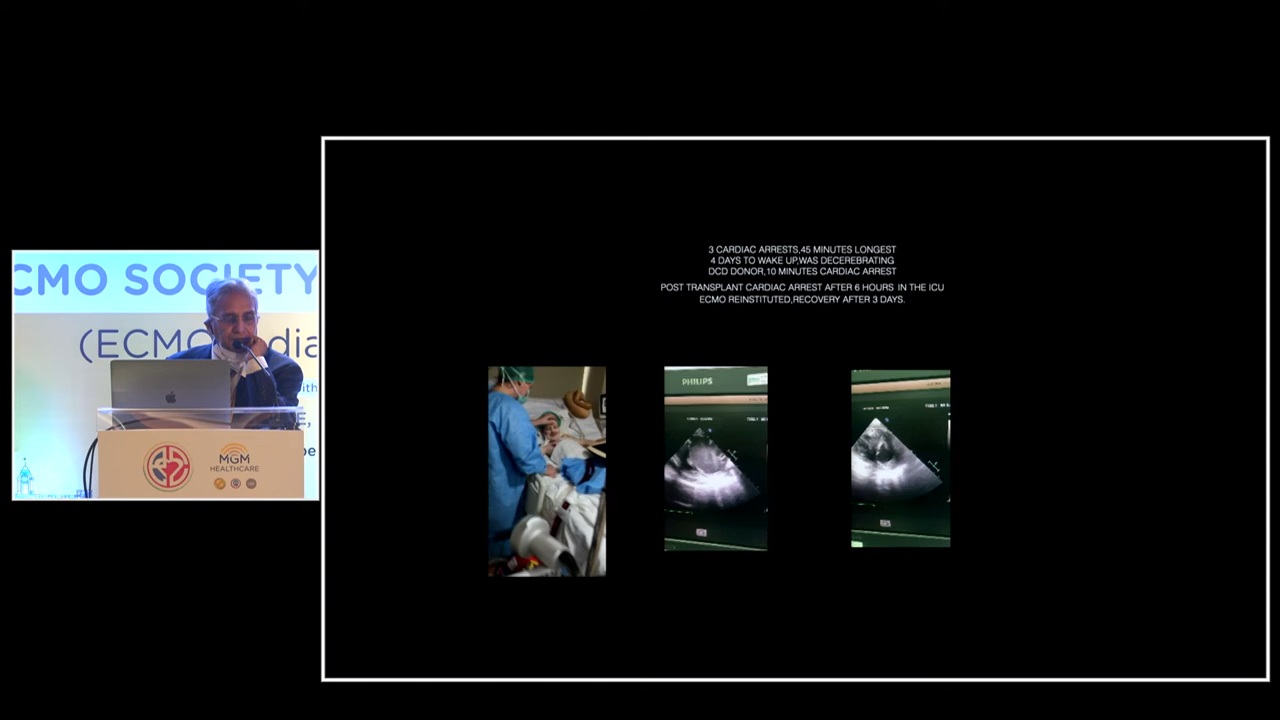 CMO SOCIETY
(ECMO
dia
ith
3 CARDIAC ARRESTS,45 MINUTES LONGEST
4 DAYS TO WAKE UP,WAS DECEREBRATING
DCD DONOR,10 MINUTES CARDIAC ARREST
POST TRANSPLANT CARDIAC ARREST AFTER 6 HOURS IN THE ICU
ECMO REINSTITUTED,RECOVERY AFTER 3 DAYS.
PHILIPS
MGM
HEALTHCARE